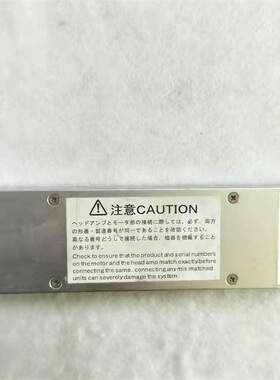 ⚠注意CAUTION
ヘッドアンプとモータ部の接続に際しては、必ず、両方
の形番・製造番号が同一であることを確認して下さい。
異なる番号どうしで接続した場合、機器を損傷すること
があります。
Check to ensure that the product and serial numbers
on the motor and the head amp match exactly before
connecting the same. connecting any mis matched
units can severely damage the system.